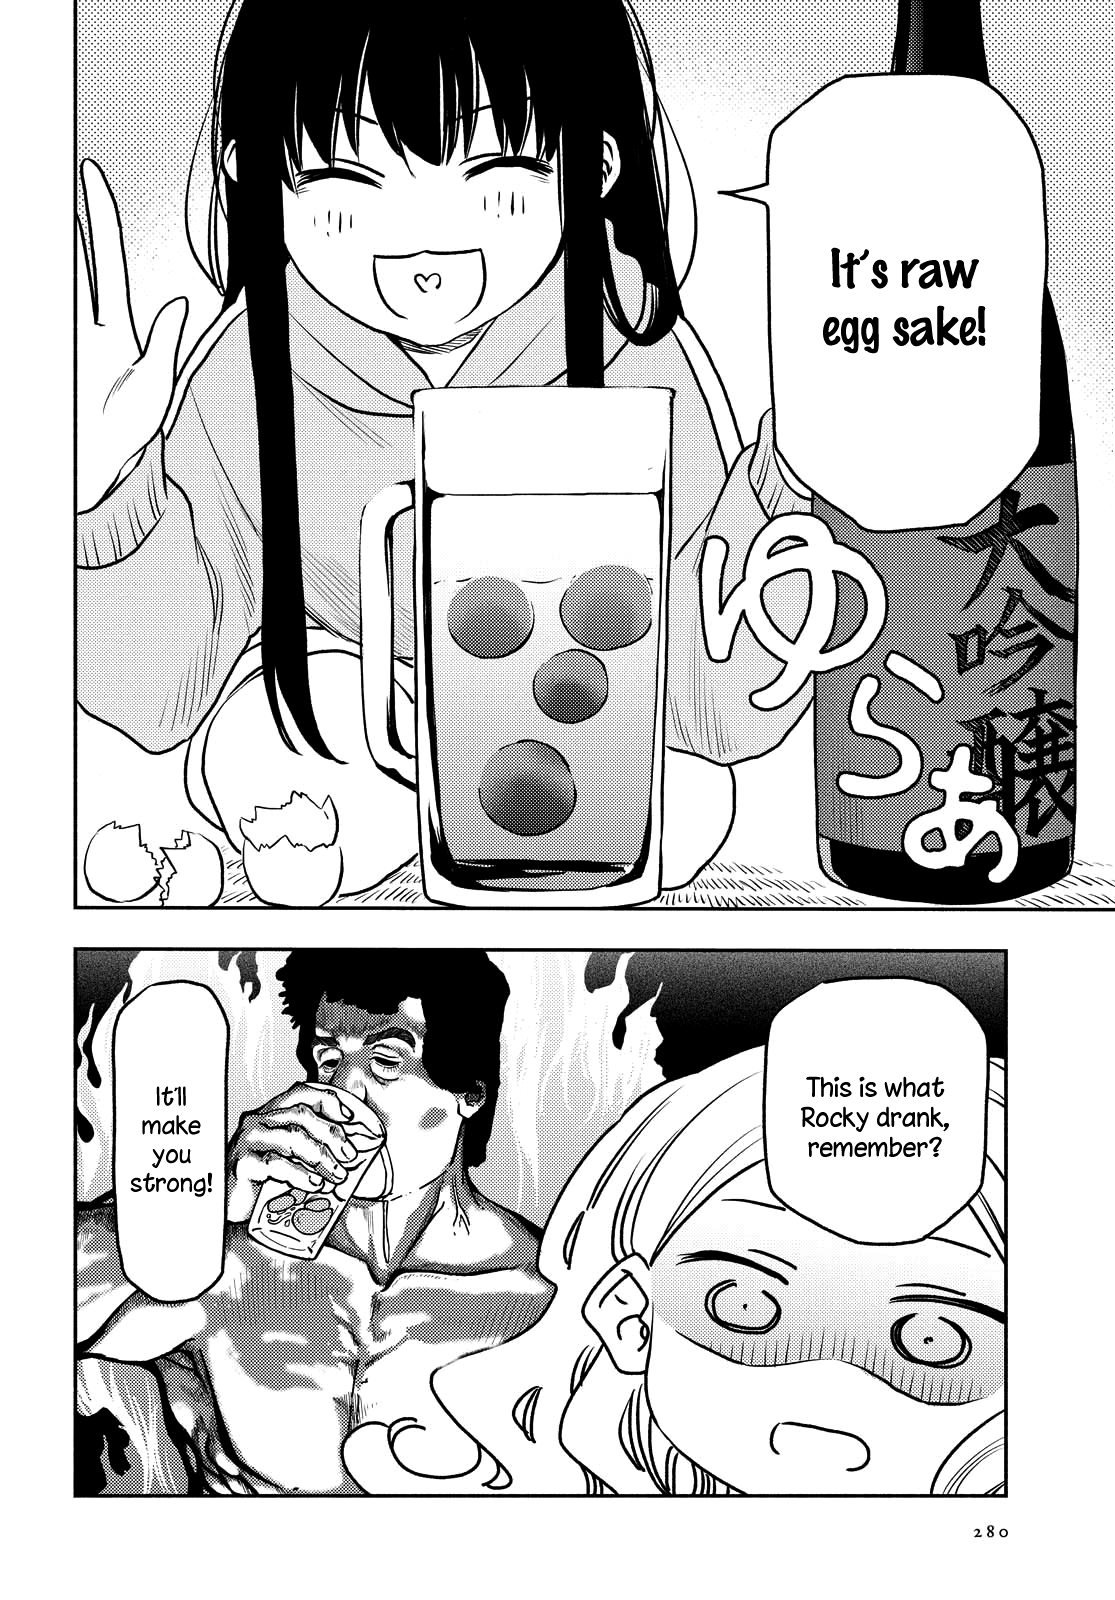 It's raw
egg sake!
大吟醸
ゆらぁ
This is what
Rocky drank,
remember?
It'll
make
you
strong!
280